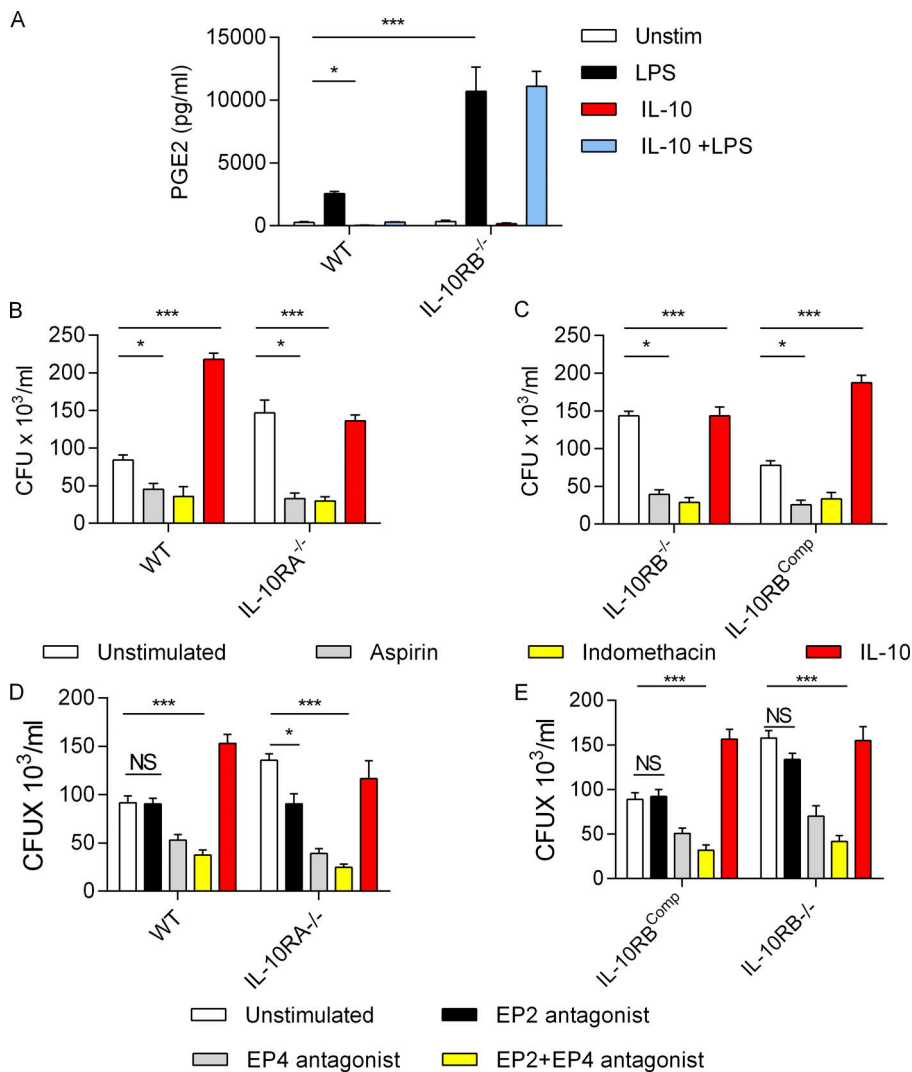 A
***
*
15000
10000
5000
0
PGE2 (pg/ml)
WT
IL-10RB-/-
Unstim
LPS
IL-10
IL-10 +LPS
B
***
***
*
*
250
200
150
100
50
0
CFU x 10³/ml
WT
IL-10RA-/-
C
***
***
*
*
250
200
150
100
50
0
CFU x 10³/ml
IL-10RB-/-
IL-10RBComp
Unstimulated
Aspirin
Indomethacin
IL-10
D
***
***
NS
*
200
150
100
50
0
CFUX 10³/ml
WT
IL-10RA-/-
E
***
***
NS
NS
200
150
100
50
0
CFUX 10³/ml
IL-10RBComp
IL-10RB-/-
Unstimulated
EP2 antagonist
EP4 antagonist
EP2+EP4 antagonist